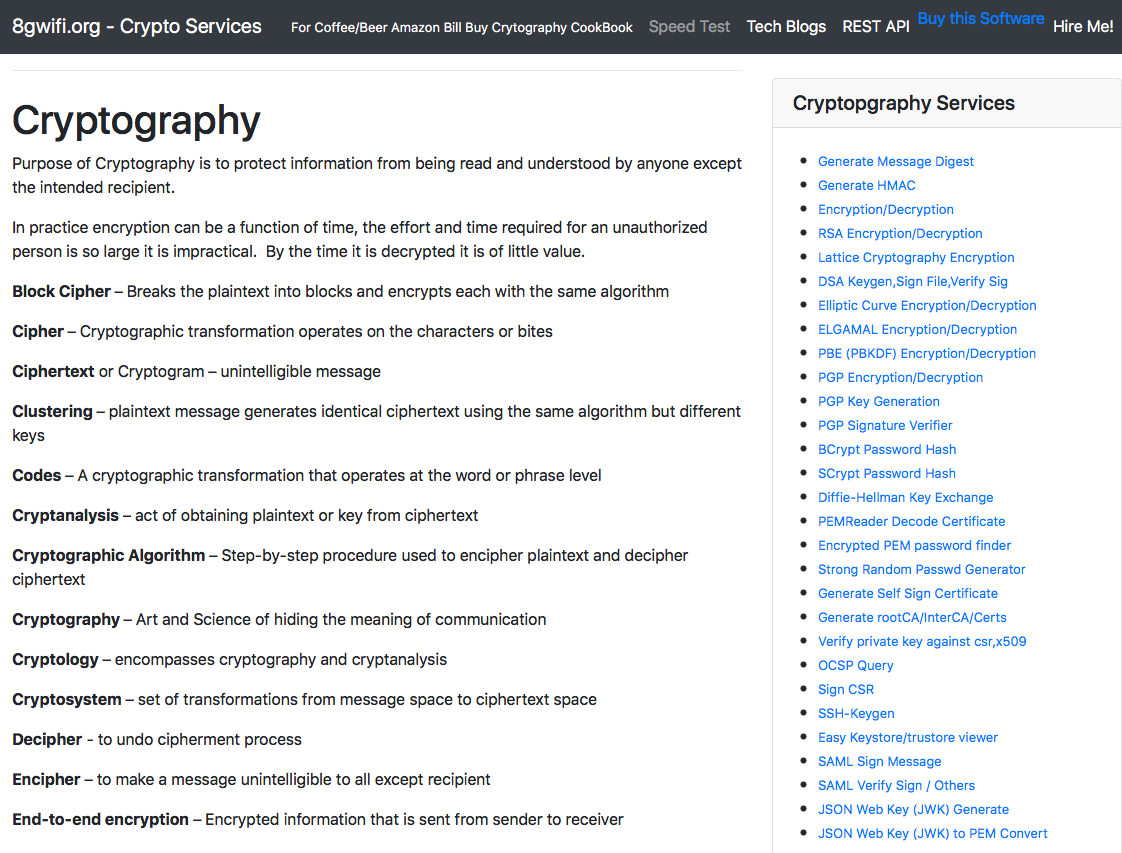 8gwifi.org - Crypto Services
For Coffee/Beer Amazon Bill Buy Crytography CookBook
Speed Test
Tech Blogs
REST API
Buy this Software
Hire Me!
Cryptography
Purpose of Cryptography is to protect information from being read and understood by anyone except
the intended recipient.
In practice encryption can be a function of time, the effort and time required for an unauthorized
person is so large it is impractical.  By the time it is decrypted it is of little value.
Block Cipher – Breaks the plaintext into blocks and encrypts each with the same algorithm
Cipher – Cryptographic transformation operates on the characters or bites
Ciphertext or Cryptogram – unintelligible message
Clustering – plaintext message generates identical ciphertext using the same algorithm but different
keys
Codes – A cryptographic transformation that operates at the word or phrase level
Cryptanalysis – act of obtaining plaintext or key from ciphertext
Cryptographic Algorithm – Step-by-step procedure used to encipher plaintext and decipher
ciphertext
Cryptography – Art and Science of hiding the meaning of communication
Cryptology – encompasses cryptography and cryptanalysis
Cryptosystem – set of transformations from message space to ciphertext space
Decipher - to undo cipherment process
Encipher – to make a message unintelligible to all except recipient
End-to-end encryption – Encrypted information that is sent from sender to receiver
Cryptopgraphy Services
Generate Message Digest
Generate HMAC
Encryption/Decryption
RSA Encryption/Decryption
Lattice Cryptography Encryption
DSA Keygen,Sign File,Verify Sig
Elliptic Curve Encryption/Decryption
ELGAMAL Encryption/Decryption
PBE (PBKDF) Encryption/Decryption
PGP Encryption/Decryption
PGP Key Generation
PGP Signature Verifier
BCrypt Password Hash
SCrypt Password Hash
Diffie-Hellman Key Exchange
PEMReader Decode Certificate
Encrypted PEM password finder
Strong Random Passwd Generator
Generate Self Sign Certificate
Generate rootCA/InterCA/Certs
Verify private key against csr,x509
OCSP Query
Sign CSR
SSH-Keygen
Easy Keystore/trustore viewer
SAML Sign Message
SAML Verify Sign / Others
JSON Web Key (JWK) Generate
JSON Web Key (JWK) to PEM Convert